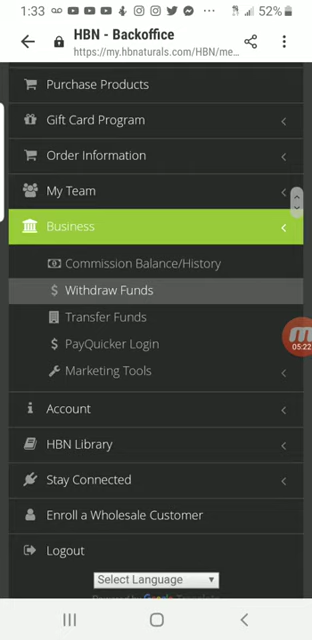 1:33 52%
HBN - Backoffice
https://my.hbnaturals.com/HBN/me...
Purchase Products
Gift Card Program
Order Information
My Team
Business
Commission Balance/History
$ Withdraw Funds
Transfer Funds
$ PayQuicker Login
Marketing Tools
05:22
Account
HBN Library
Stay Connected
Enroll a Wholesale Customer
Logout
Select Language